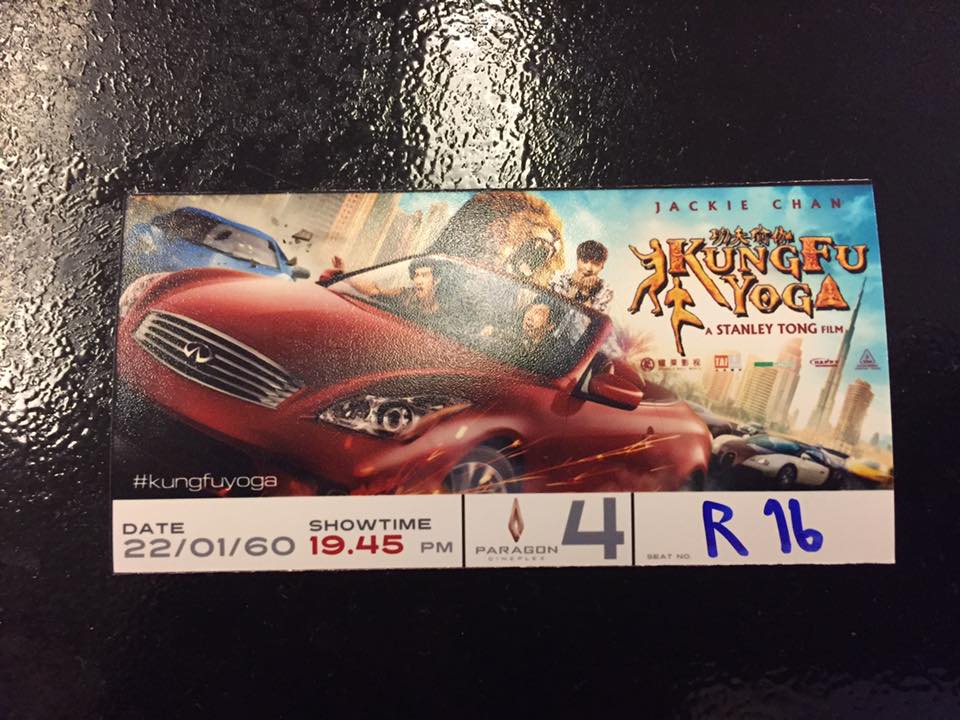 JACKIE CHAN
功夫瑜伽
KUNGFU
YOGA
A STANLEY TONG FILM
#kungfuyoga
DATE
22/01/60
SHOWTIME
19.45 PM
PARAGON
CINEPLEX
4
SEAT NO.
R 16